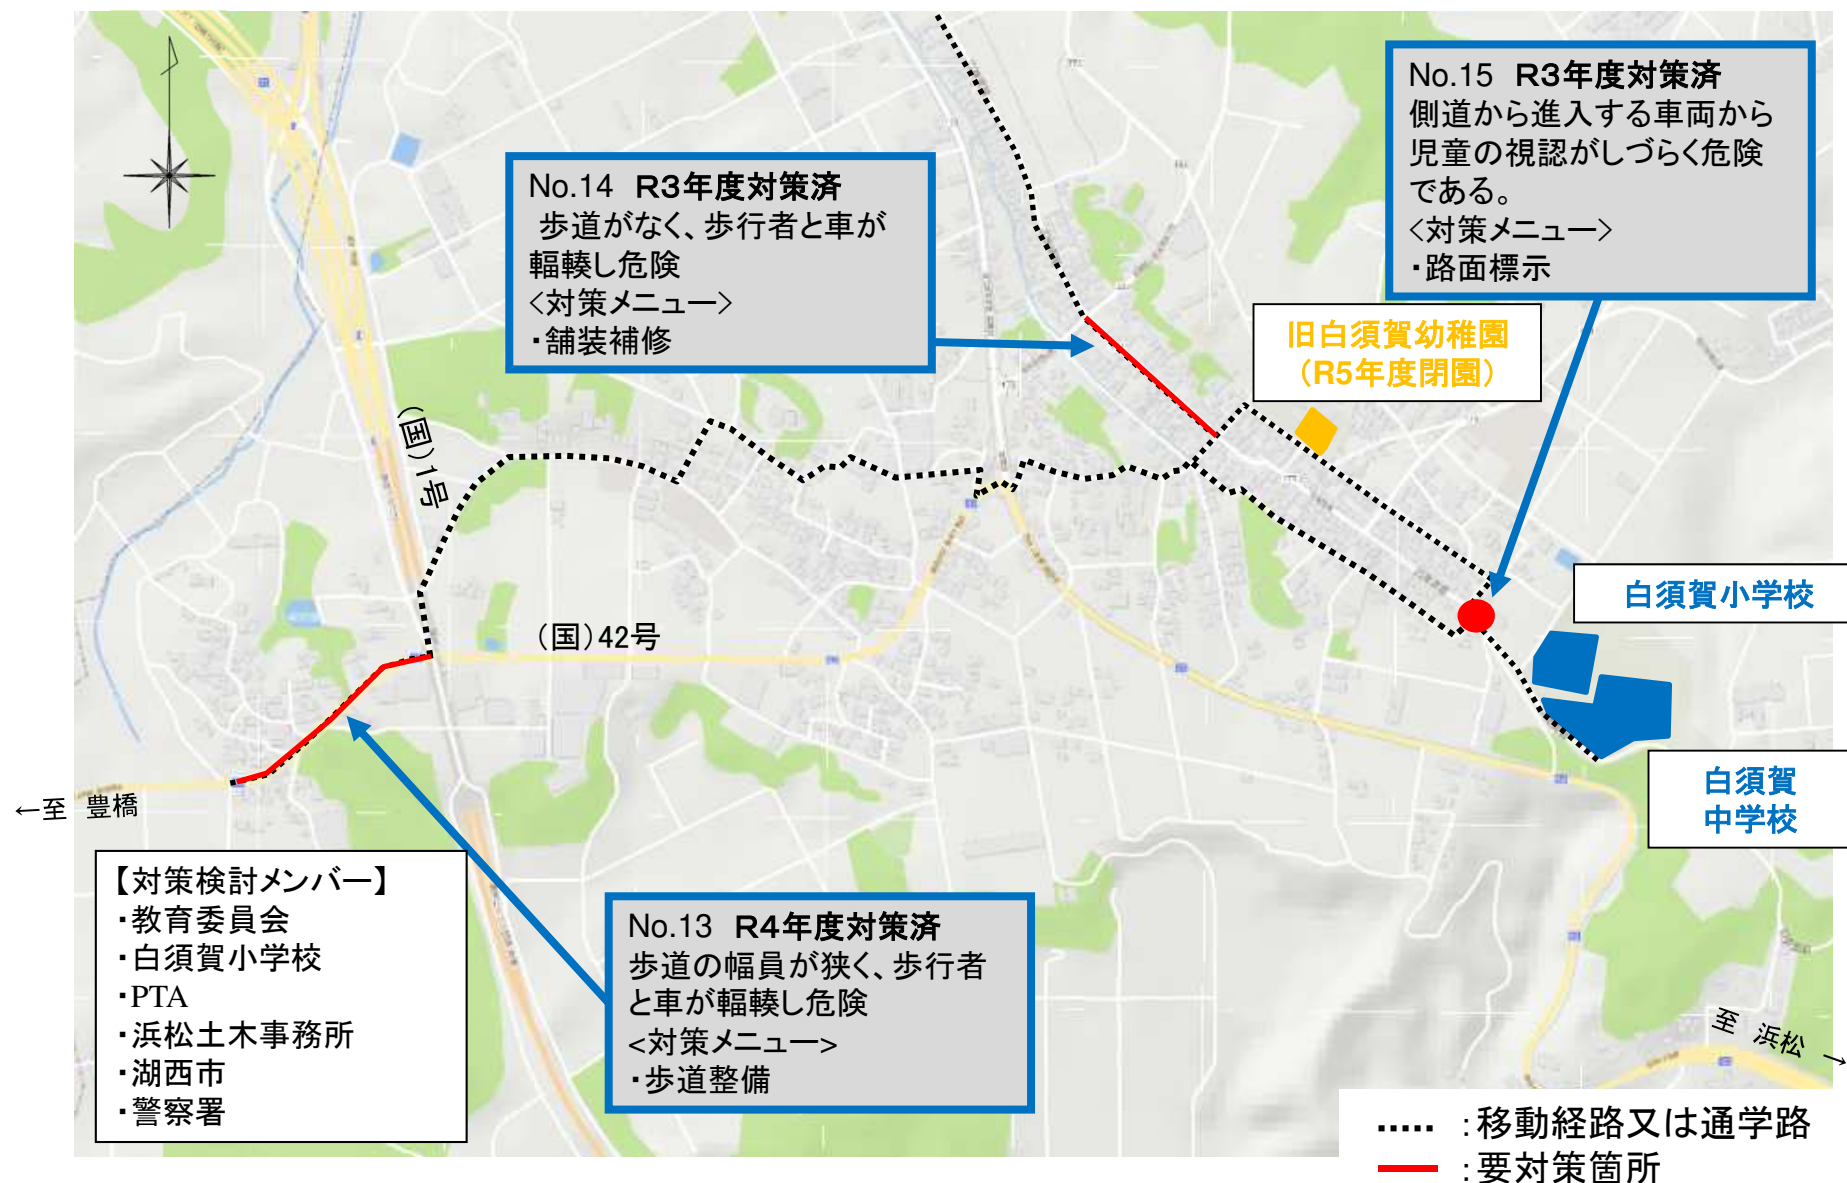 No.15 R3年度対策済
側道から進入する車両から
児童の視認がしづらく危険
である。
<対策メニュー>
・路面標示
No.14 R3年度対策済
歩道がなく、歩行者と車が
輻輳し危険
<対策メニュー>
・舗装補修
旧白須賀幼稚園
（R5年度閉園）
(国)1号
白須賀小学校
(国)42号
白須賀
中学校
←至 豊橋
【対策検討メンバー】
・教育委員会
・白須賀小学校
・PTA
・浜松土木事務所
・湖西市
・警察署
No.13 R4年度対策済
歩道の幅員が狭く、歩行者
と車が輻輳し危険
<対策メニュー>
・歩道整備
至 浜松 →
：移動経路又は通学路
：要対策箇所